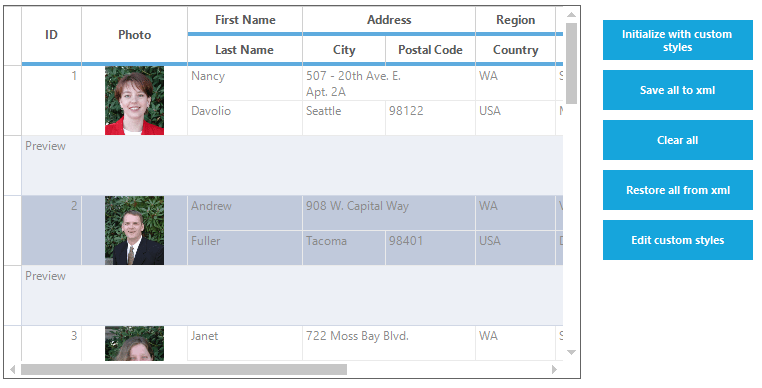 ID Photo First Name Address Region
Last Name City Postal Code Country
1 Nancy 507 - 20th Ave. E. WA
Apt. 2A
Davolio Seattle 98122 USA
Preview
2 Andrew 908 W. Capital Way WA
Fuller Tacoma 98401 USA
Preview
3 Janet 722 Moss Bay Blvd. WA
Initialize with custom
styles
Save all to xml
Clear all
Restore all from xml
Edit custom styles